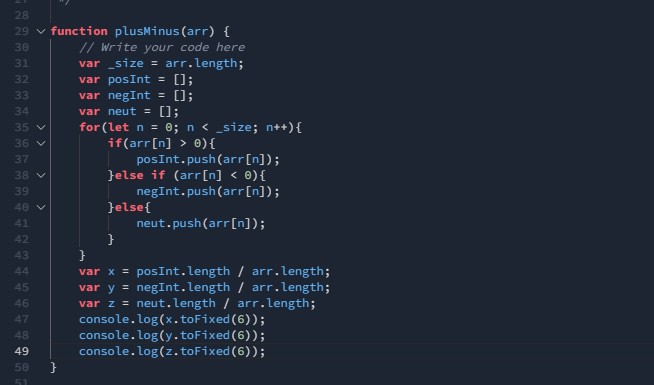 27 */
28
29 function plusMinus(arr) {
30 // Write your code here
31 var _size = arr.length;
32 var posInt = [];
33 var negInt = [];
34 var neut = [];
35 for(let n = 0; n < _size; n++){
36 if(arr[n] > 0){
37 posInt.push(arr[n]);
38 }else if (arr[n] < 0){
39 negInt.push(arr[n]);
40 }else{
41 neut.push(arr[n]);
42 }
43 }
44 var x = posInt.length / arr.length;
45 var y = negInt.length / arr.length;
46 var z = neut.length / arr.length;
47 console.log(x.toFixed(6));
48 console.log(y.toFixed(6));
49 console.log(z.toFixed(6));
50 }
51